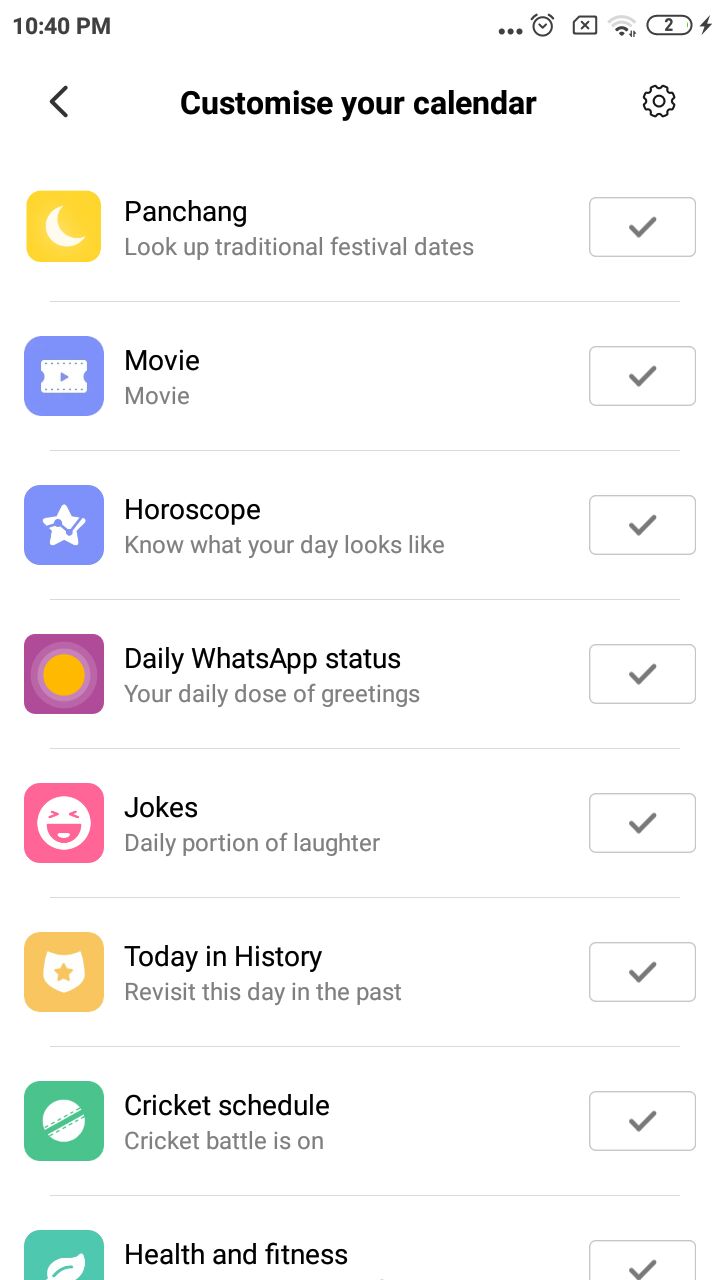 10:40 PM
2
Customise your calendar
Panchang
Look up traditional festival dates
Movie
Movie
Horoscope
Know what your day looks like
Daily WhatsApp status
Your daily dose of greetings
Jokes
Daily portion of laughter
Today in History
Revisit this day in the past
Cricket schedule
Cricket battle is on
Health and fitness